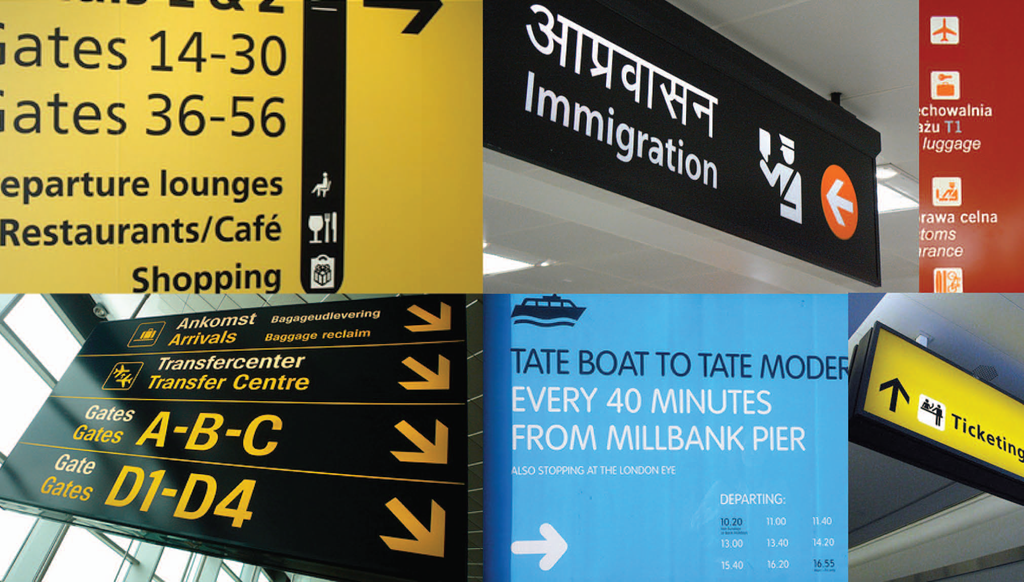 Gates 14-30
Gates 36-56
eparture lounges
Restaurants/Café
Shopping
आप्रवासन
Immigration
echowalnia
ażu T1
luggage
rawa celna
toms
arance
Ankomst Bagageudlevering
Arrivals Baggage reclaim
Transfercenter
Transfer Centre
Gates
Gates A-B-C
Gate
Gates D1-D4
TATE BOAT TO TATE MODER
EVERY 40 MINUTES
FROM MILLBANK PIER
ALSO STOPPING AT THE LONDON EYE
DEPARTING:
10.20 11.00 11.40
13.00 13.40 14.20
15.40 16.20 16.55
Ticketing